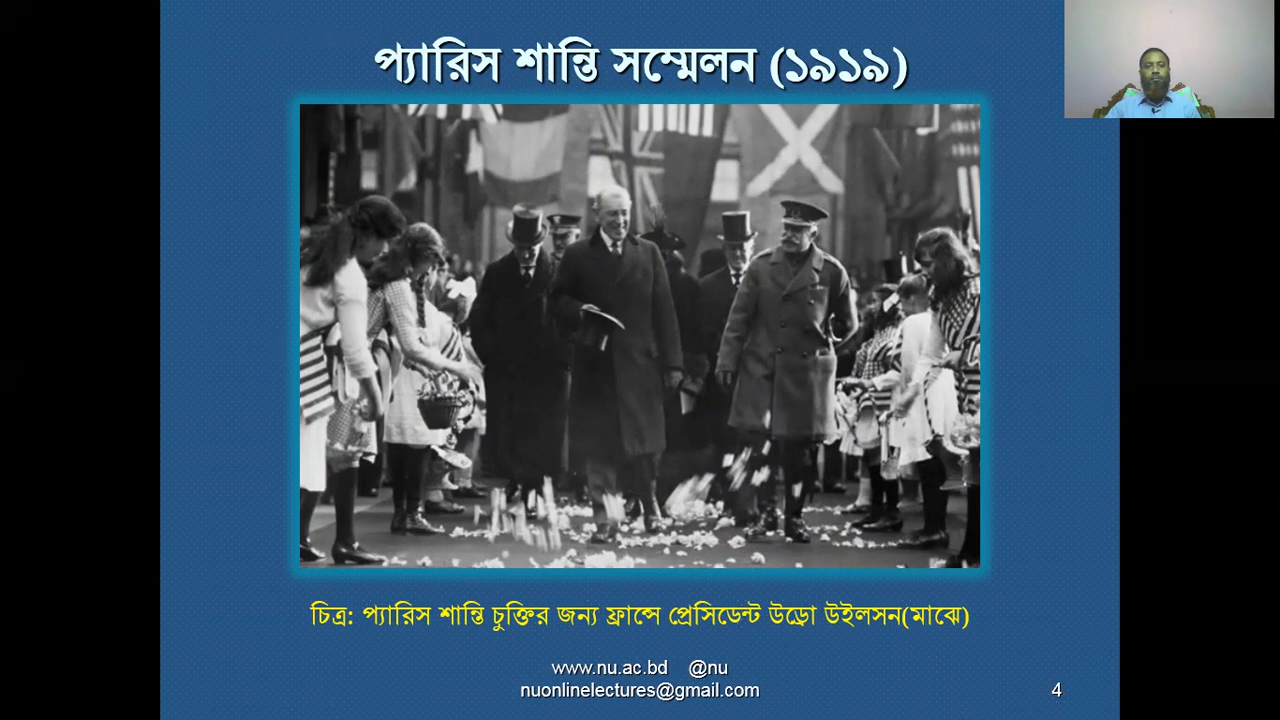 প্যারিস শান্তি সম্মেলন (১৯১৯)
চিত্র: প্যারিস শান্তি চুক্তির জন্য ফ্রান্সে প্রেসিডেন্ট উড্রো উইলসন(মাঝে)
www.nu.ac.bd @nu
nuonlinelectures@gmail.com
4